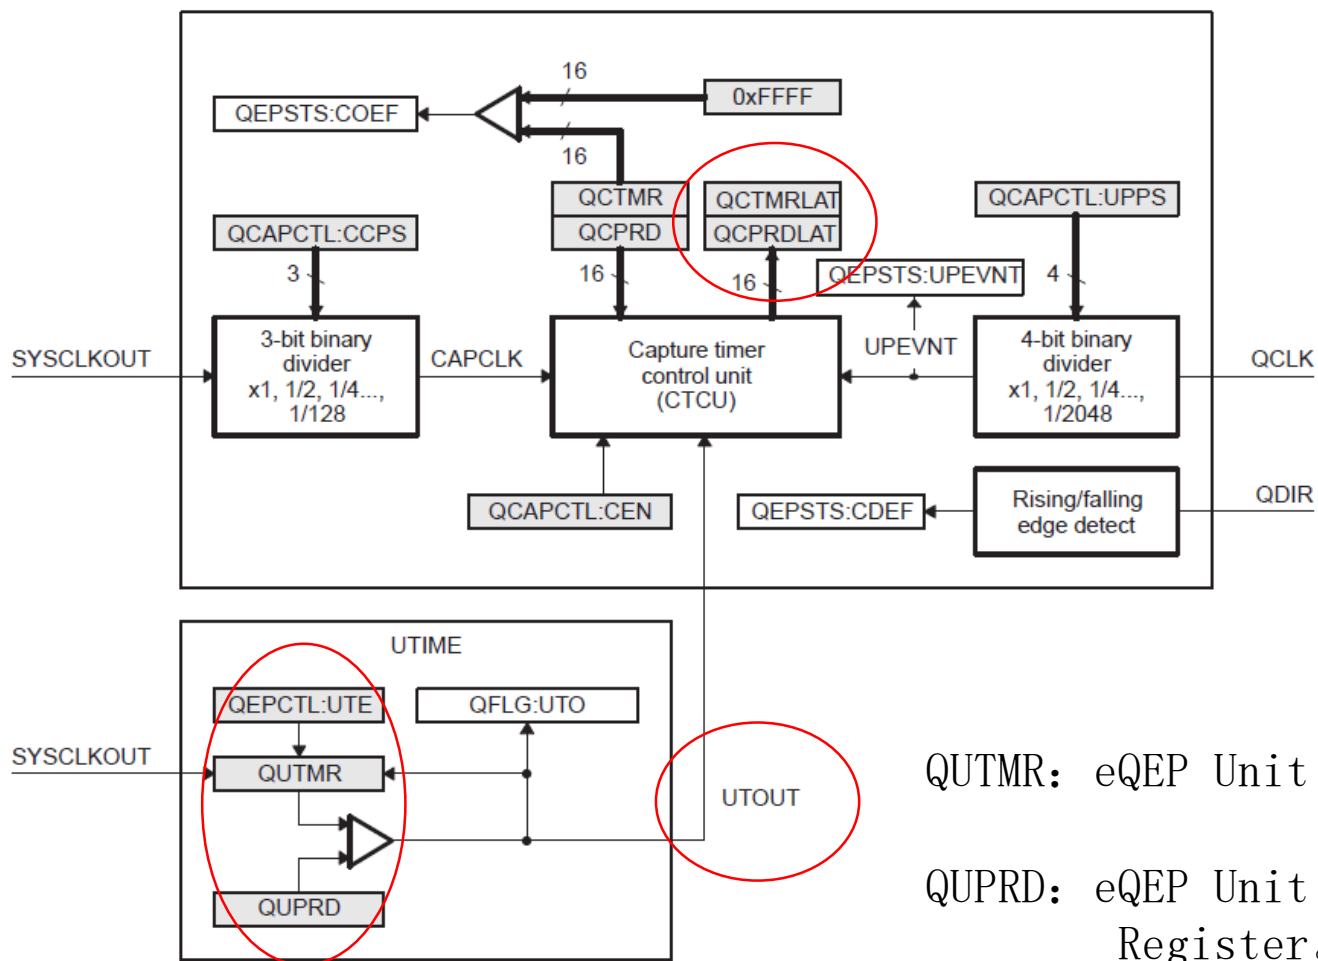 16
0xFFFF
QEPSTS:COEF
16
QCTMR
QCTMRLAT
QCAPCTL:UPPS
QCAPCTL:CCPS
QCPRD
QCPRDLAT
3
16
16
QEPSTS:UPEVNT
4
3-bit binary
divider
x1, 1/2, 1/4...,
1/128
SYSCLKOUT
CAPCLK
Capture timer
control unit
(CTCU)
UPEVNT
4-bit binary
divider
x1, 1/2, 1/4...,
1/2048
QCLK
QCAPCTL:CEN
QEPSTS:CDEF
Rising/falling
edge detect
QDIR
UTIME
QEPCTL:UTE
QFLG:UTO
SYSCLKOUT
QUTMR
UTOUT
QUPRD
QUTMR：eQEP Unit
QUPRD：eQEP Unit
Register.